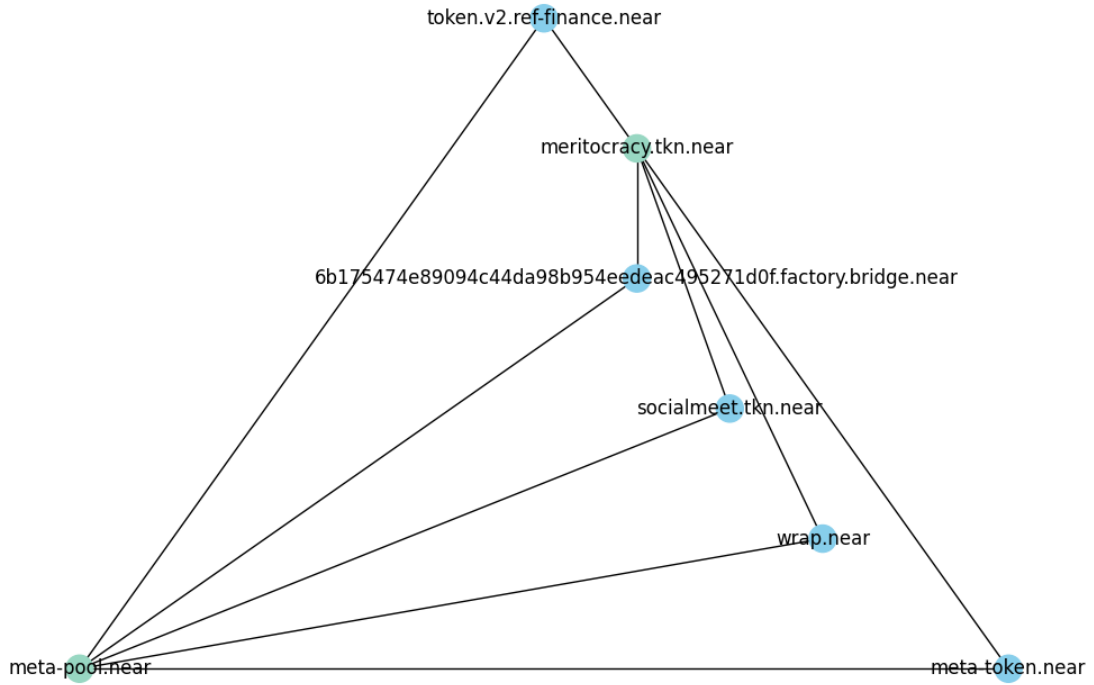 token.v2.ref-finance.near
meritocracy.tkn.near
6b175474e89094c44da98b954eedeac495271d0f.factory.bridge.near
socialmeet.tkn.near
wrap.near
meta-pool.near
meta-token.near